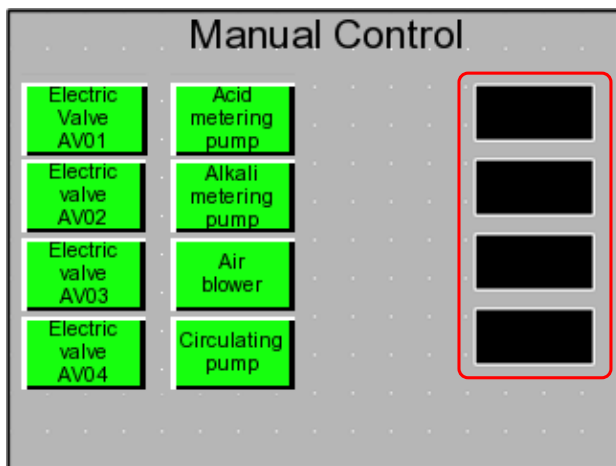 Manual Control
Electric
Valve
AV01
Acid
metering
pump
Electric
valve
AV02
Alkali
metering
pump
Electric
valve
AV03
Air
blower
Electric
valve
AV04
Circulating
pump